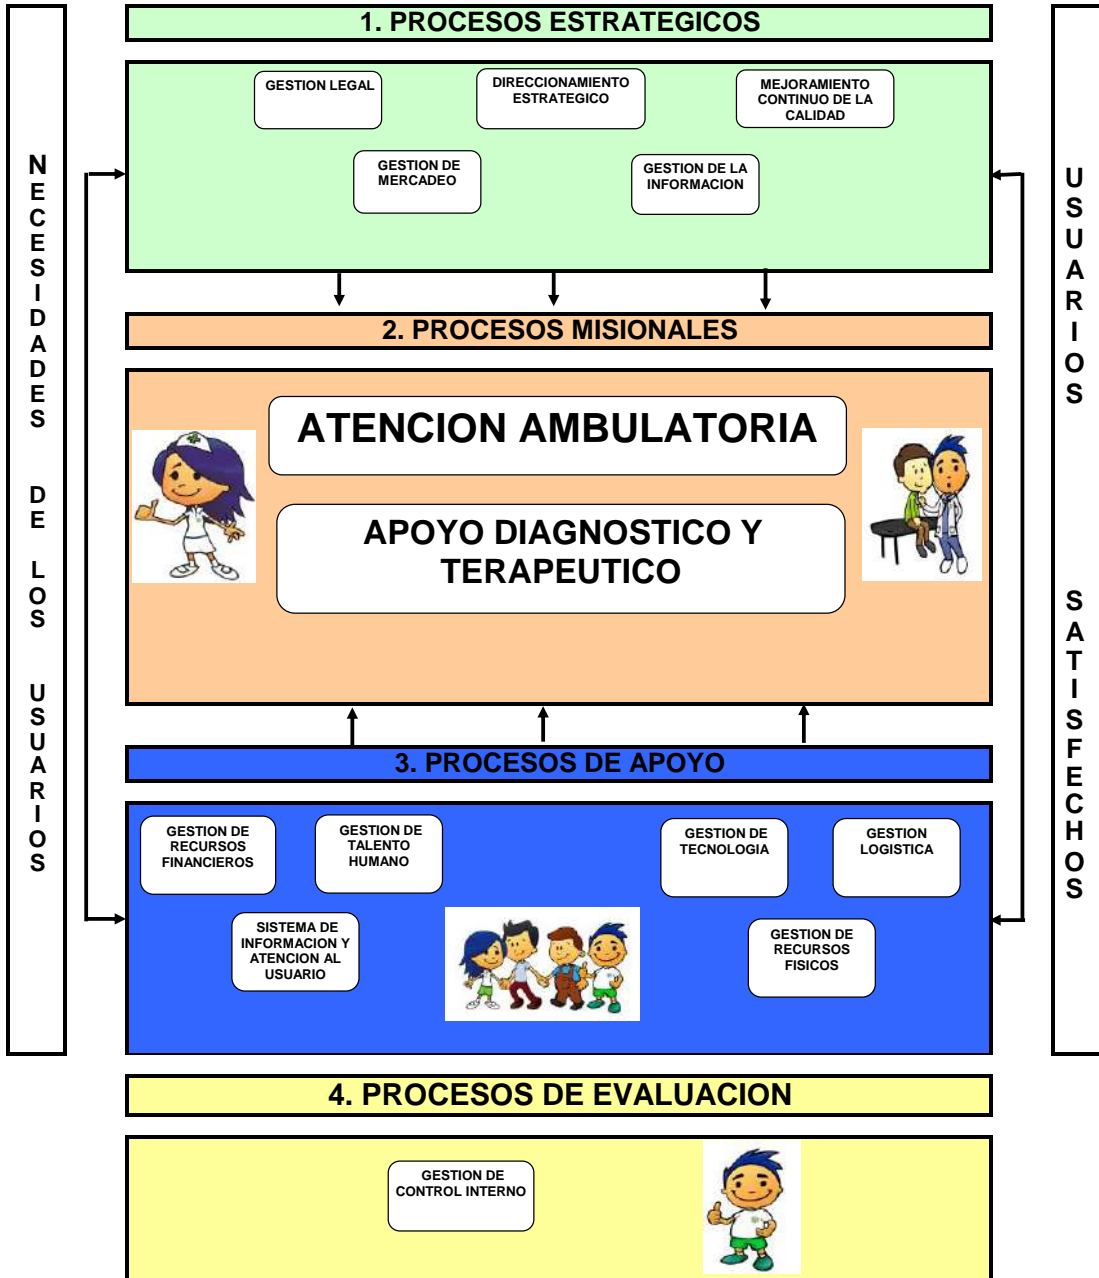 1. PROCESOS ESTRATEGICOS
GESTION LEGAL
DIRECCIONAMIENTO
ESTRATEGICO
MEJORAMIENTO
CONTINUO DE LA
CALIDAD
GESTION DE
MERCADEO
GESTION DE LA
INFORMACION
NECESIDADES DE LOS USUARIOS
2. PROCESOS MISIONALES
ATENCION AMBULATORIA
APOYO DIAGNOSTICO Y
TERAPEUTICO
3. PROCESOS DE APOYO
GESTION DE
RECURSOS
FINANCIEROS
GESTION DE
TALENTO
HUMANO
GESTION DE
TECNOLOGIA
GESTION
LOGISTICA
SISTEMA DE
INFORMACION Y
ATENCION AL
USUARIO
GESTION DE
RECURSOS
FISICOS
USUARIOS SATISFECHOS
4. PROCESOS DE EVALUACION
GESTION DE
CONTROL INTERNO